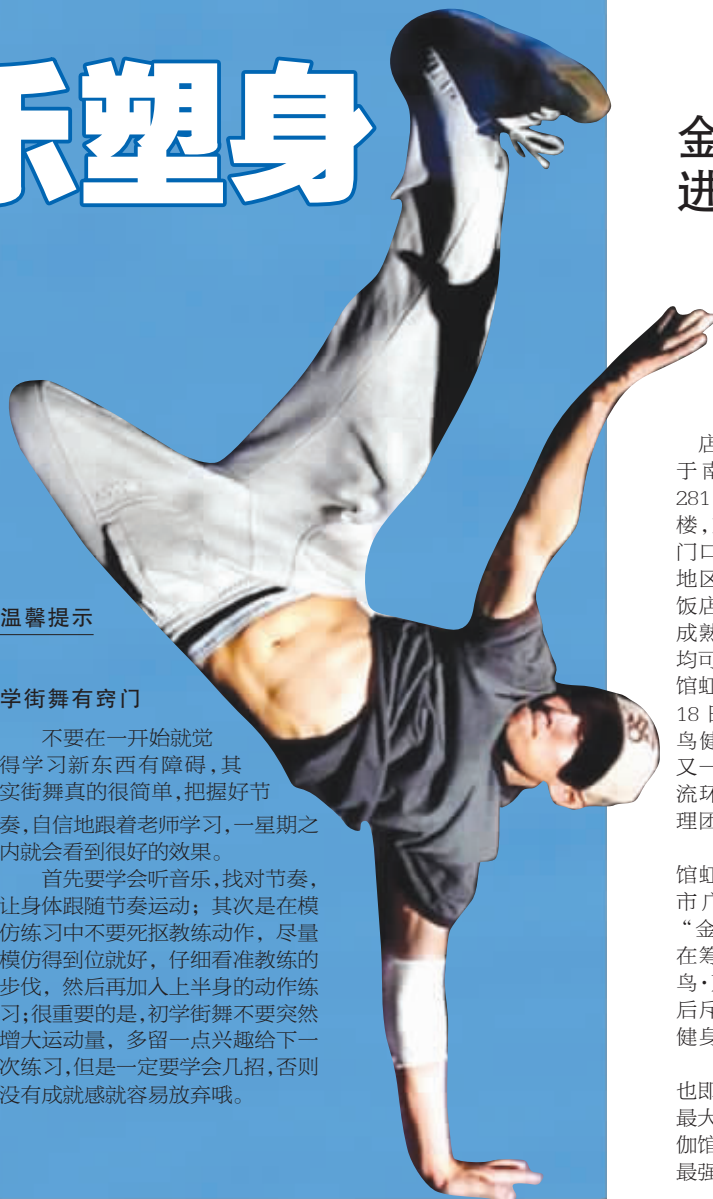 乐塑身
温馨提示
学街舞有窍门
不要在一开始就觉
得学习新东西有障碍,其
实街舞真的很简单,把握好节
奏,自信地跟着老师学习,一星期之
内就会看到很好的效果。
首先要学会听音乐,找对节奏,
让身体跟随节奏运动；其次是在模
仿练习中不要死抠教练动作，尽量
模仿得到位就好，仔细看准教练的
步伐，然后再加入上半身的动作练
习;很重要的是,初学街舞不要突然
增大运动量，多留一点兴趣给下一
次练习,但是一定要学会几招,否则
没有成就感就容易放弃哦。
金
进
店
于南
281
楼,
门口
地区
饭店
成熟
均可
馆虹
18日
鸟健
又一
流环
理团
馆虹
市广
“金
在筹
鸟·
后斥
健身
也即
最大
伽馆
最强